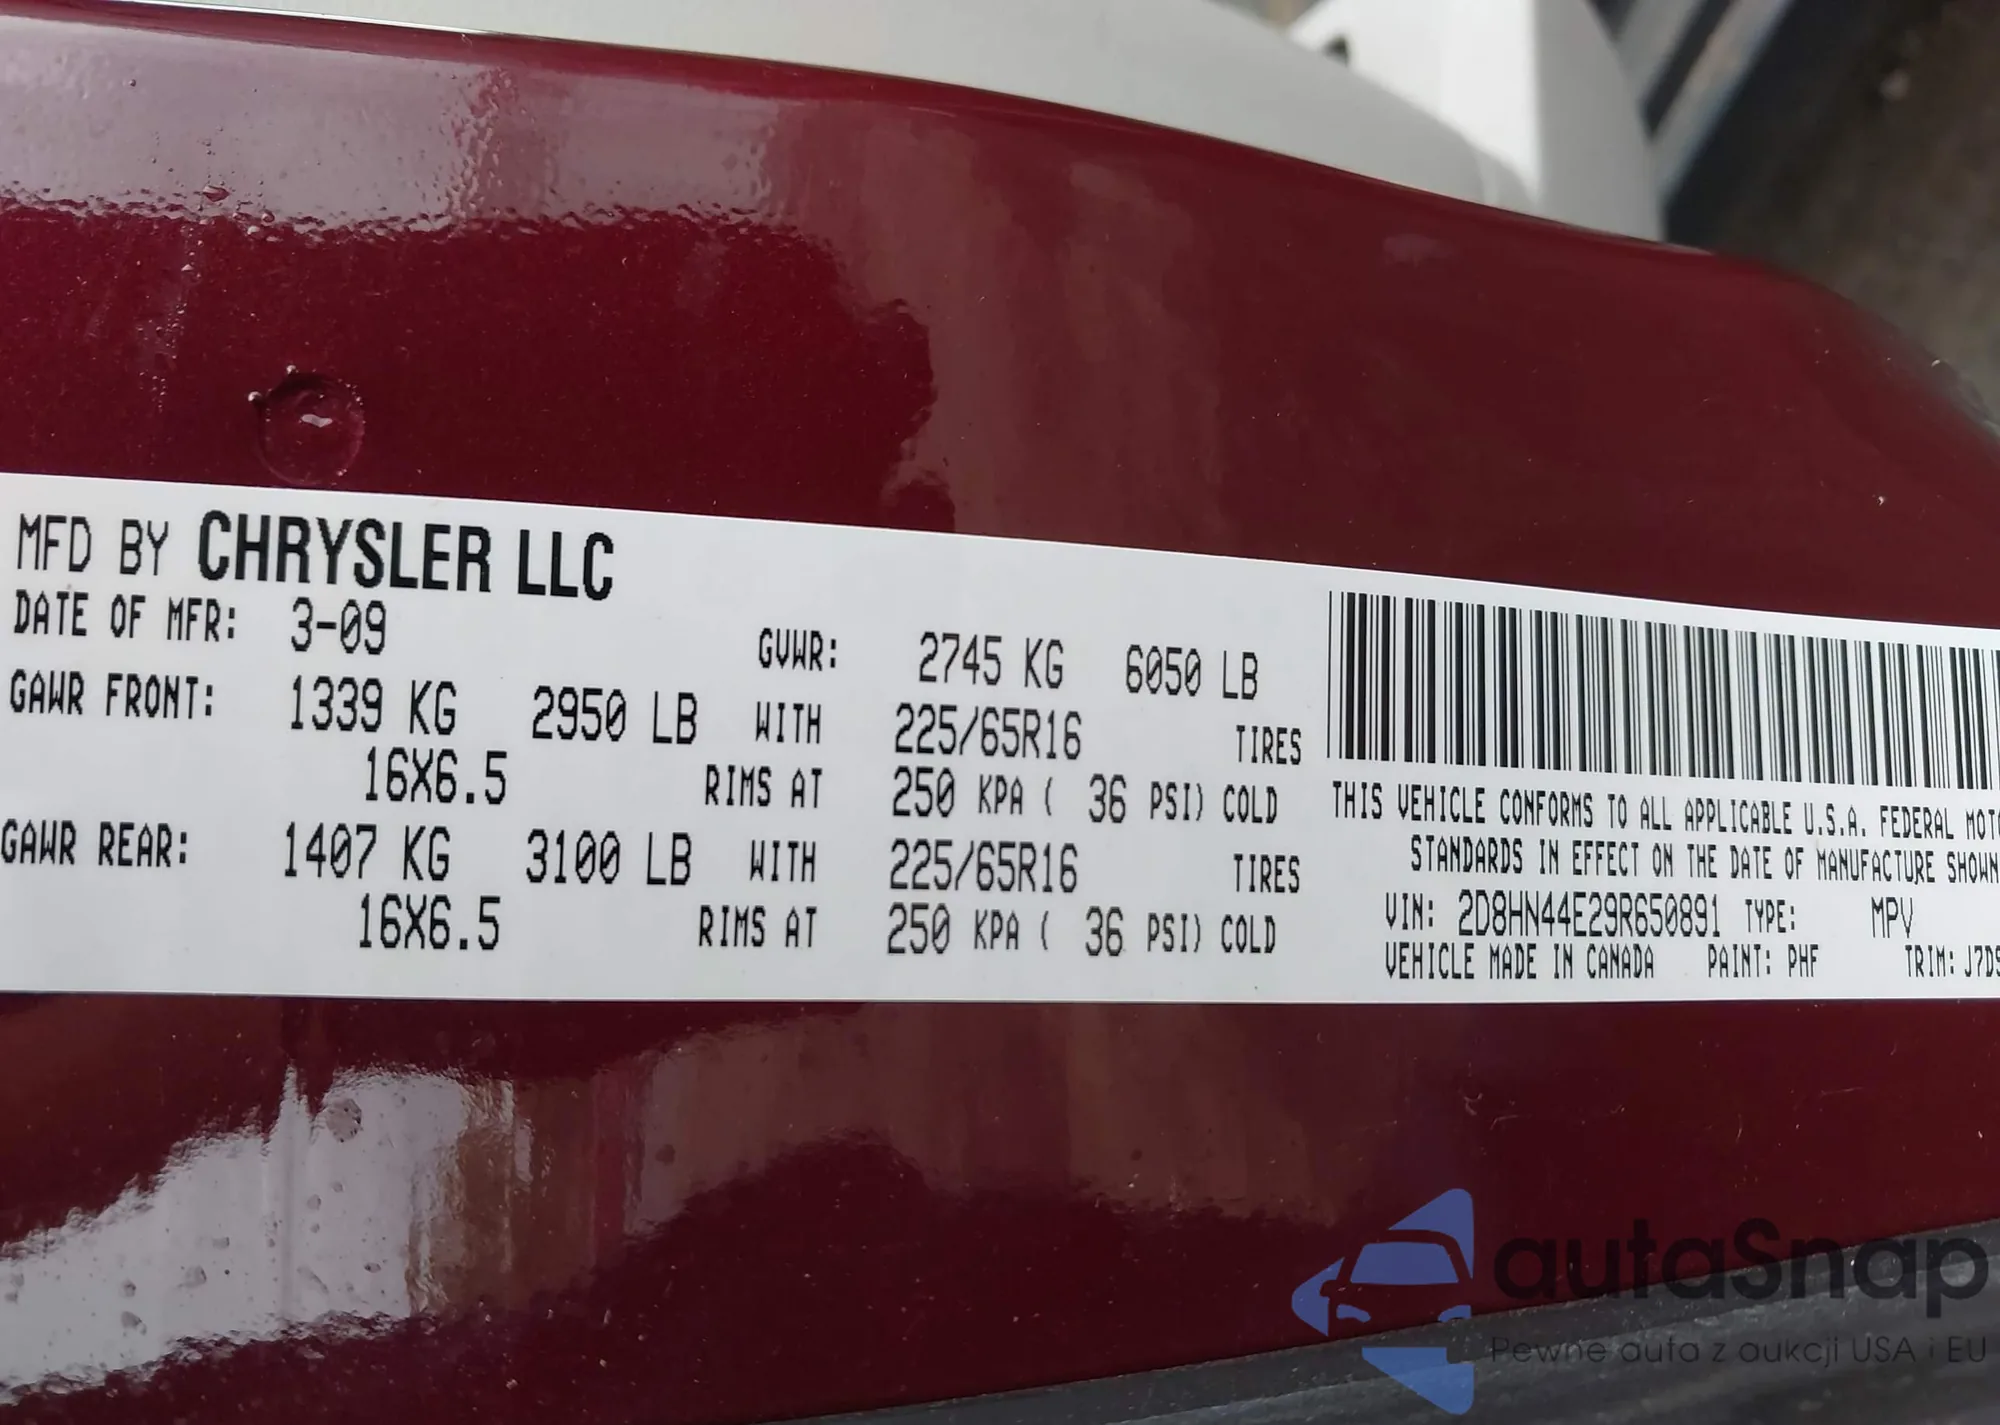 MFD BY CHRYSLER LLC
DATE OF MFR: 3-09 GVWR: 2745 KG 6050 LB
GAWR FRONT: 1339 KG 2950 LB WITH 225/65R16 TIRES
16X6.5 RIMS AT 250 KPA ( 36 PSI) COLD
GAWR REAR: 1407 KG 3100 LB WITH 225/65R16 TIRES
16X6.5 RIMS AT 250 KPA ( 36 PSI) COLD
THIS VEHICLE CONFORMS TO ALL APPLICABLE U.S.A. FEDERAL
STANDARDS IN EFFECT ON THE DATE OF MANUFACTURE SHOWN
VIN: 2D8HN44E29R650891 TYPE: MPV
VEHICLE MADE IN CANADA PAINT: PHF TRIM:
autaSnap
Pewne auta z aukcji USA i EU